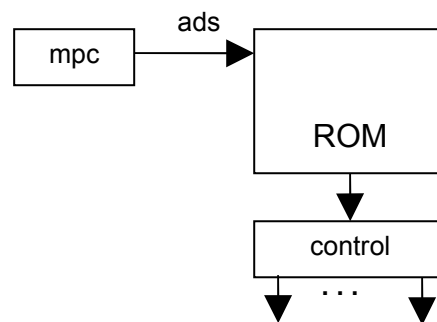 ads
mpc
ROM
control
. . .